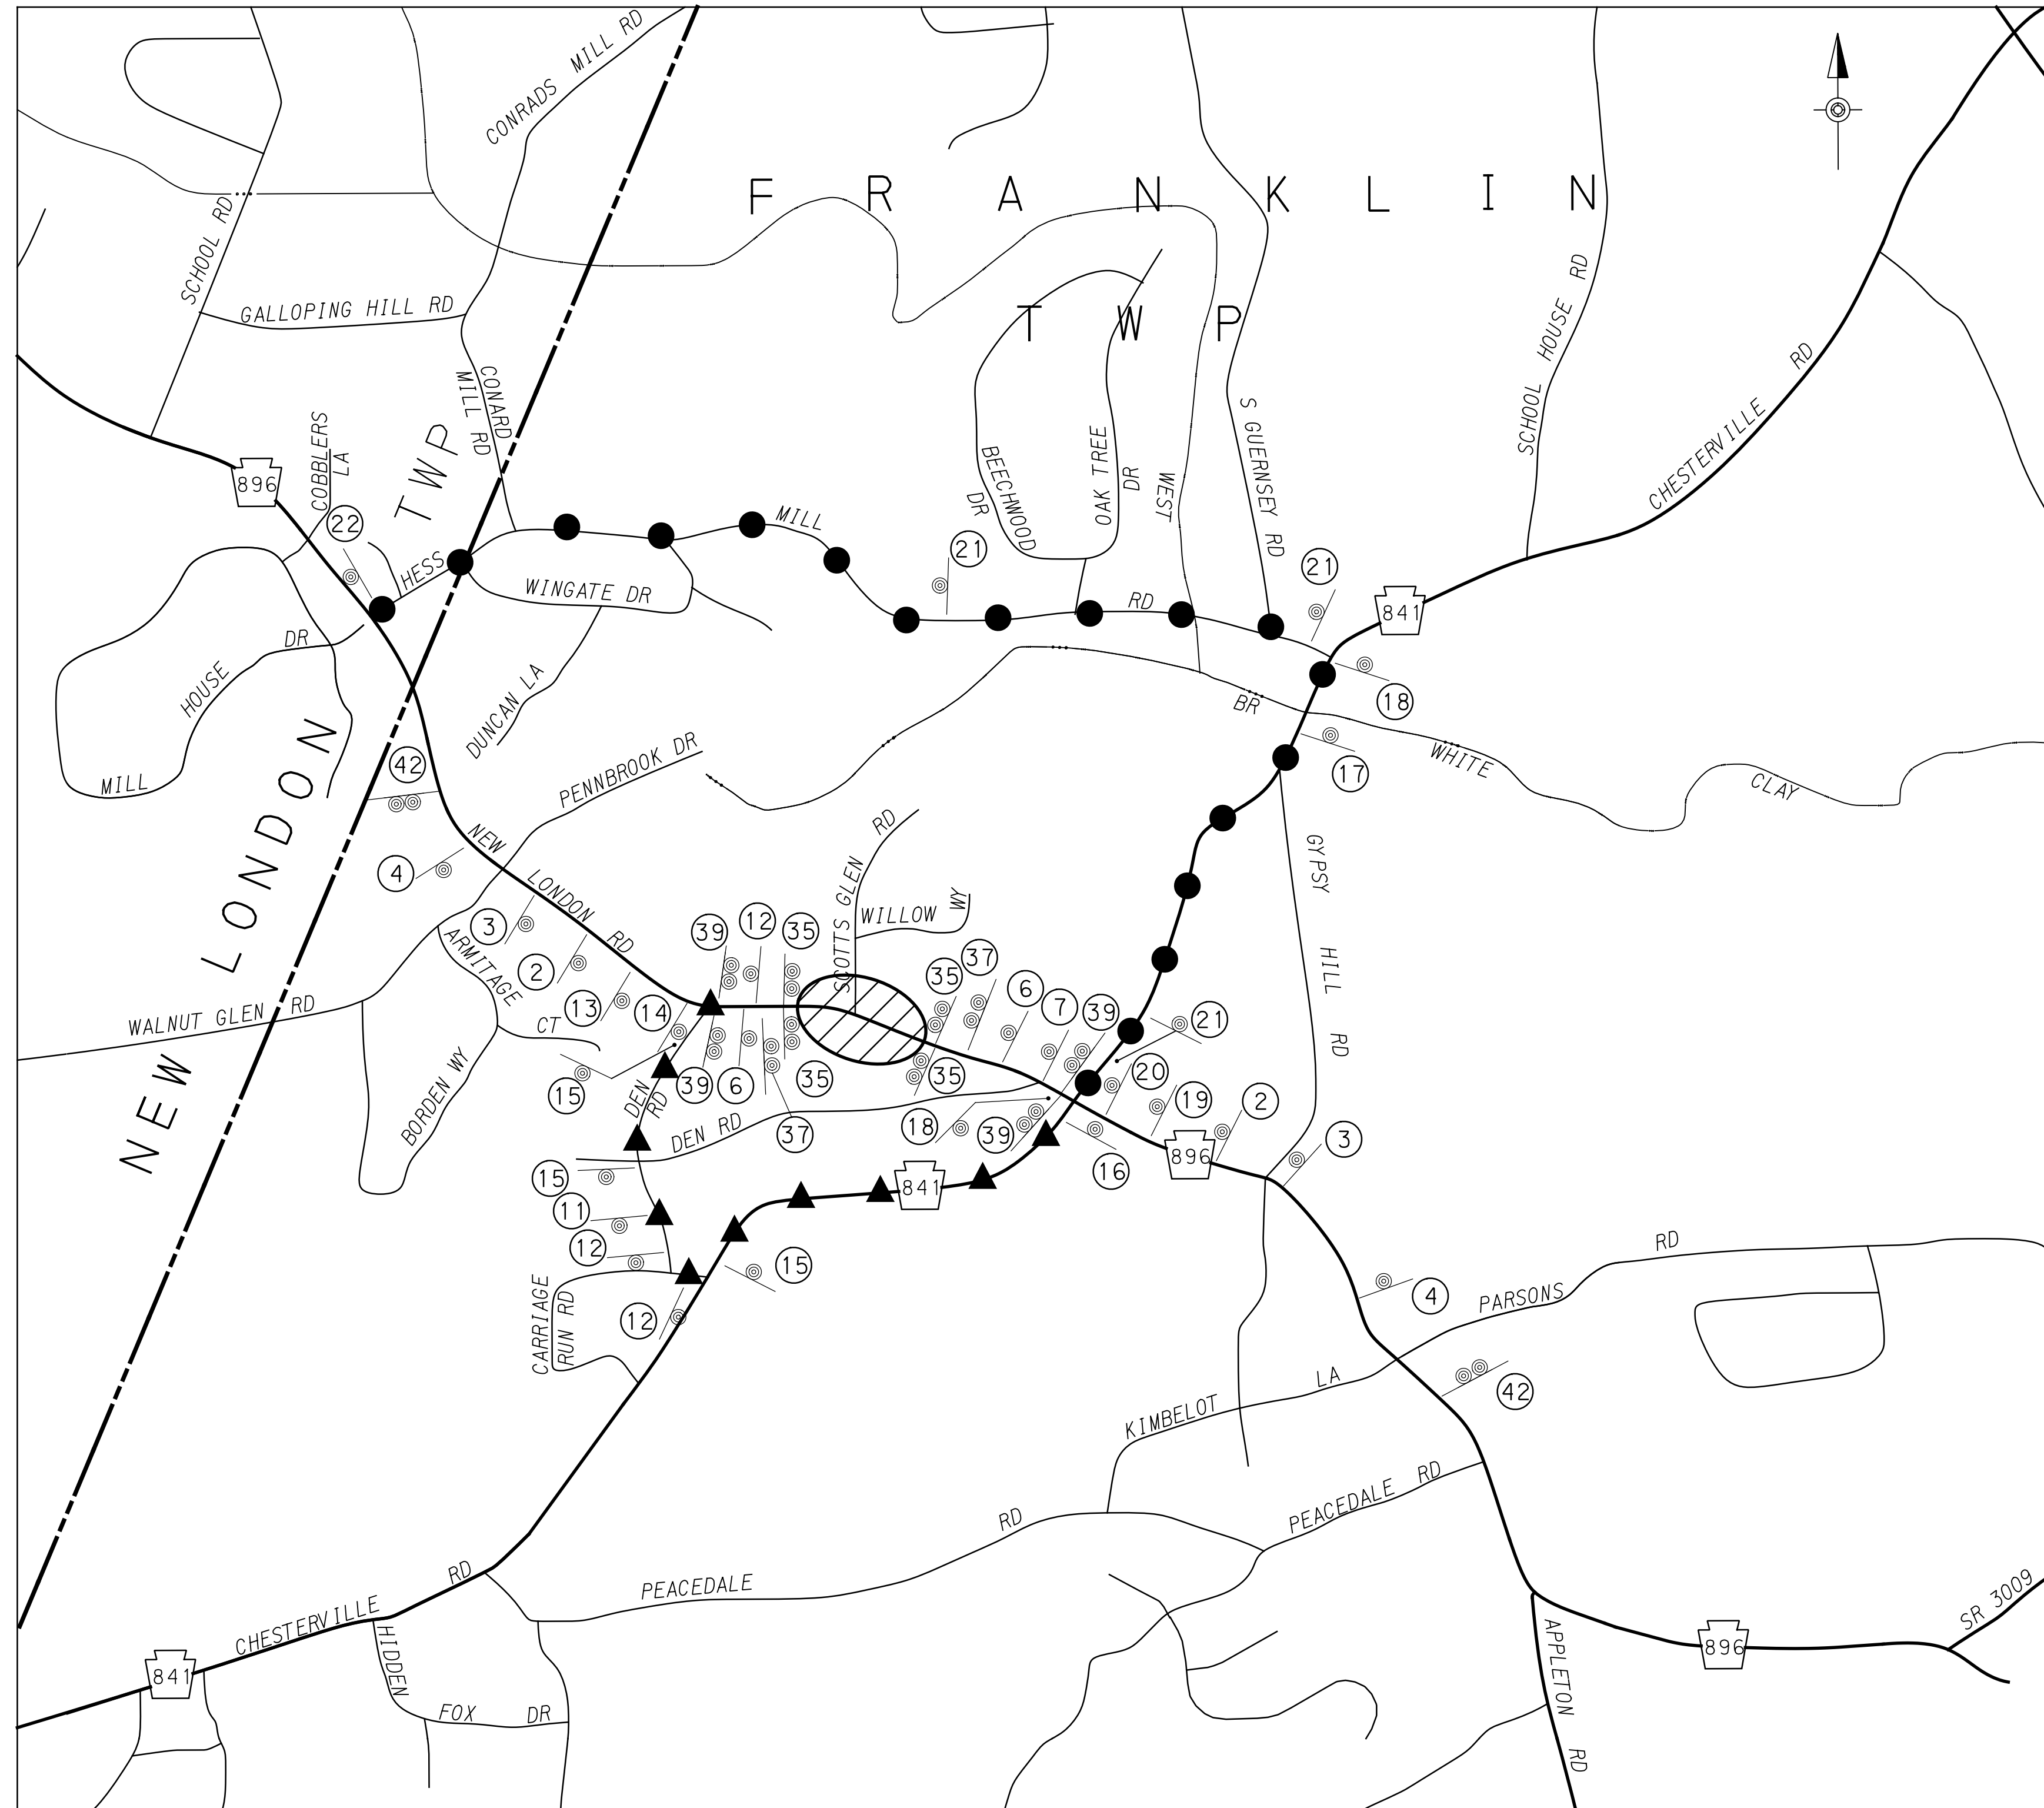 CONRADS MILL RD
FRANKLIN
TWP
SCHOOL RD
GALLOPING HILL RD
CONARD
MILL RD
SCHOOL HOUSE RD
CHESTERVILLE RD
896
COBBLERS
LA
TWP
22
HESS
MILL
RD
WINGATE DR
BEECHWOOD
DR
OAK TREE
DR
WEST
S GUERNSEY RD
21
21
841
18
BR
WHITE
CLAY
17
MILL
HOUSE
DR
DUNCAN LA
PENNBROOK DR
NEW LONDON
42
4
NEW
LONDON
RD
3
ARMITAGE
CT
2
13
14
39
12
35
SCOTTS GLEN
RD
WILLOW WY
35
37
6
7
39
21
GYPSY
HILL
RD
WALNUT GLEN RD
BORDEN WY
15
DEN
RD
39
6
35
37
35
18
39
20
19
2
3
16
896
DEN RD
841
15
11
12
15
CARRIAGE
RUN RD
12
4
42
PARSONS
RD
KIMBELOT
LA
PEACEDALE RD
PEACEDALE
RD
CHESTERVILLE RD
841
HIDDEN
FOX DR
APPLETON
RD
896
SR 3009